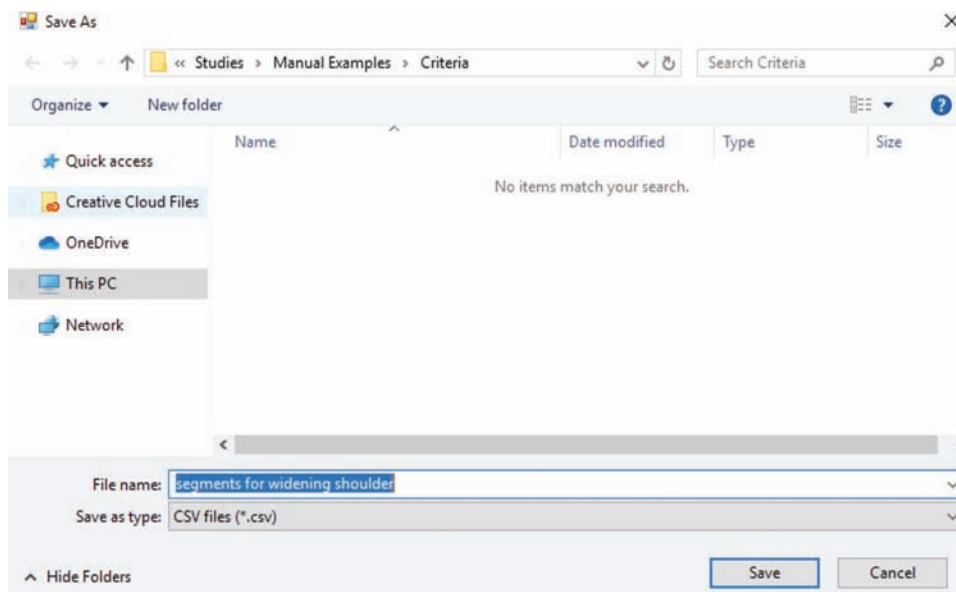 Save As
« Studies › Manual Examples › Criteria
Search Criteria
Organize
New folder
Name
Date modified
Type
Size
Quick access
No items match your search.
Creative Cloud Files
OneDrive
This PC
Network
File name: segments for widening shoulder
Save as type: CSV files (*.csv)
Hide Folders
Save
Cancel